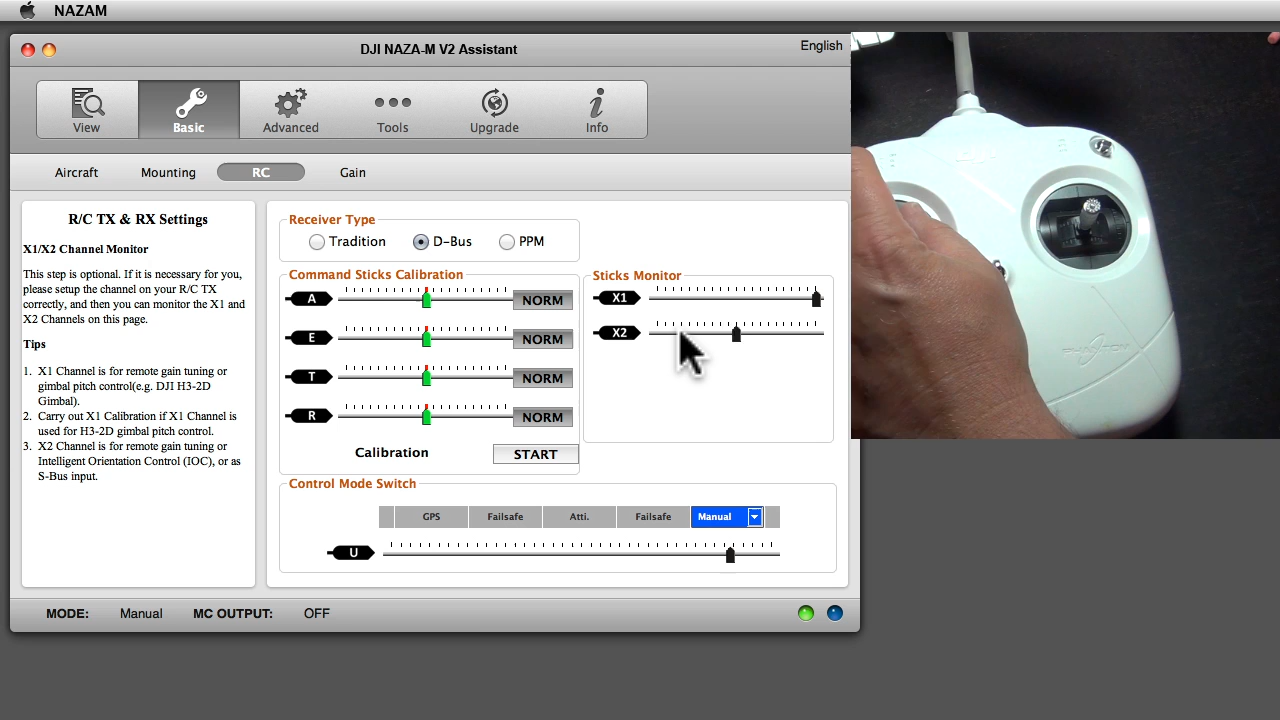 NAZAM
DJI NAZA-M V2 Assistant
English
View
Basic
Advanced
Tools
Upgrade
Info
Aircraft
Mounting
RC
Gain
R/C TX & RX Settings
X1/X2 Channel Monitor
This step is optional. If it is necessary for you,
please setup the channel on your R/C TX
correctly, and then you can monitor the X1 and
X2 Channels on this page.
Tips
1. X1 Channel is for remote gain tuning or
gimbal pitch control(e.g. DJI H3-2D
Gimbal).
2. Carry out X1 Calibration if X1 Channel is
used for H3-2D gimbal pitch control.
3. X2 Channel is for remote gain tuning or
Intelligent Orientation Control (IOC), or as
S-Bus input.
Receiver Type
Tradition
D-Bus
PPM
Command Sticks Calibration
A
NORM
E
NORM
T
NORM
R
NORM
Calibration
START
Sticks Monitor
X1
X2
Control Mode Switch
GPS
Failsafe
Atti.
Failsafe
Manual
U
MODE:
Manual
MC OUTPUT:
OFF
PHANTOM